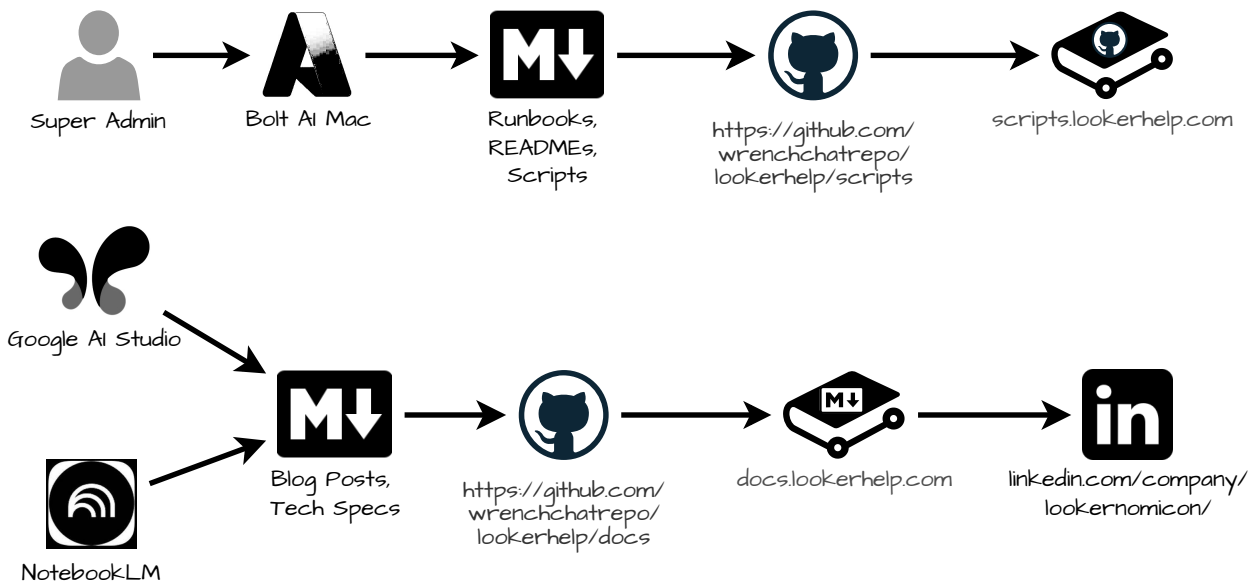 Super Admin
Bolt AI Mac
M
Runbooks,
READMEs,
Scripts
https://github.com/
wrenchchatrepo/
lookerhelp/scripts
scripts.lookerhelp.com
Google AI Studio
NotebookLM
M
Blog Posts,
Tech Specs
https://github.com/
wrenchchatrepo/
lookerhelp/docs
M
docs.lookerhelp.com
in
linkedin.com/company/
lookernomicon/